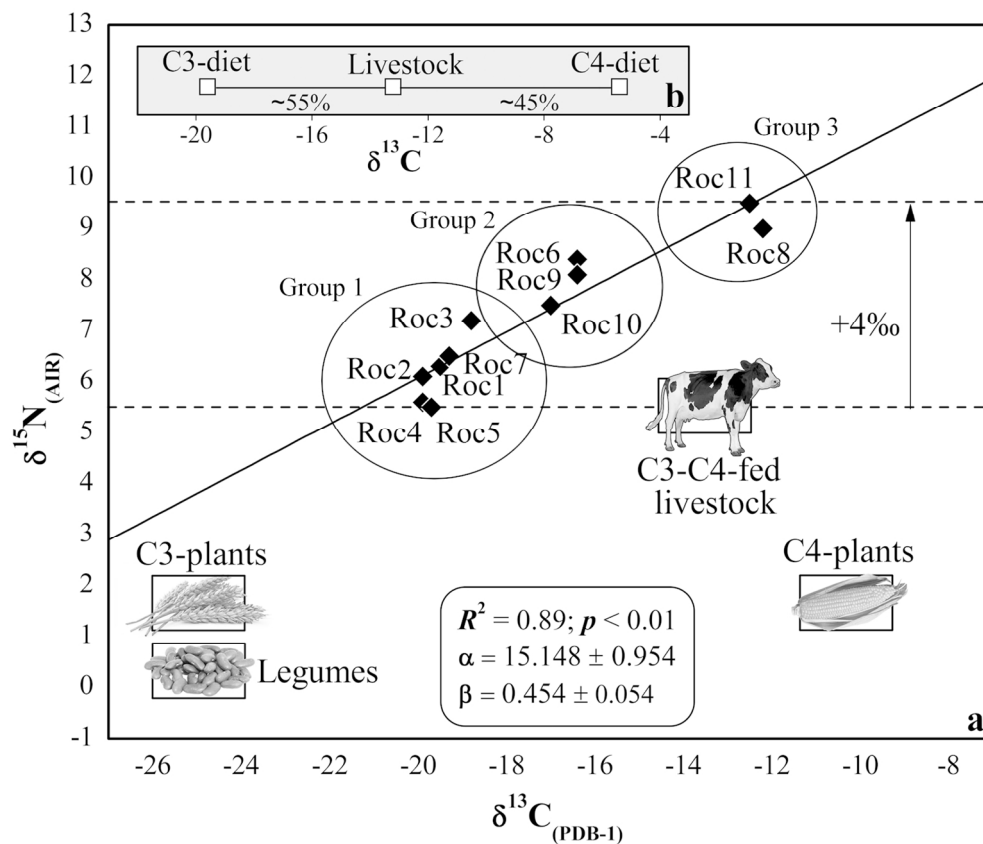 13
12
11
10
9
8
7
6
5
4
3
2
1
0
-1
δ¹⁵N(AIR)
C3-diet Livestock C4-diet
~55% ~45% b
-20 -16 -12 -8 -4
δ¹³C
Group 3
Roc11
Roc8
Group 2
Roc6
Roc9
Roc10
Group 1
Roc3
Roc2
Roc7
Roc1
Roc4 Roc5
+4‰
C3-C4-fed
livestock
C3-plants
Legumes
C4-plants
R² = 0.89; p < 0.01
α = 15.148 ± 0.954
β = 0.454 ± 0.054
a
-26 -24 -22 -20 -18 -16 -14 -12 -10 -8
δ¹³C(PDB-1)